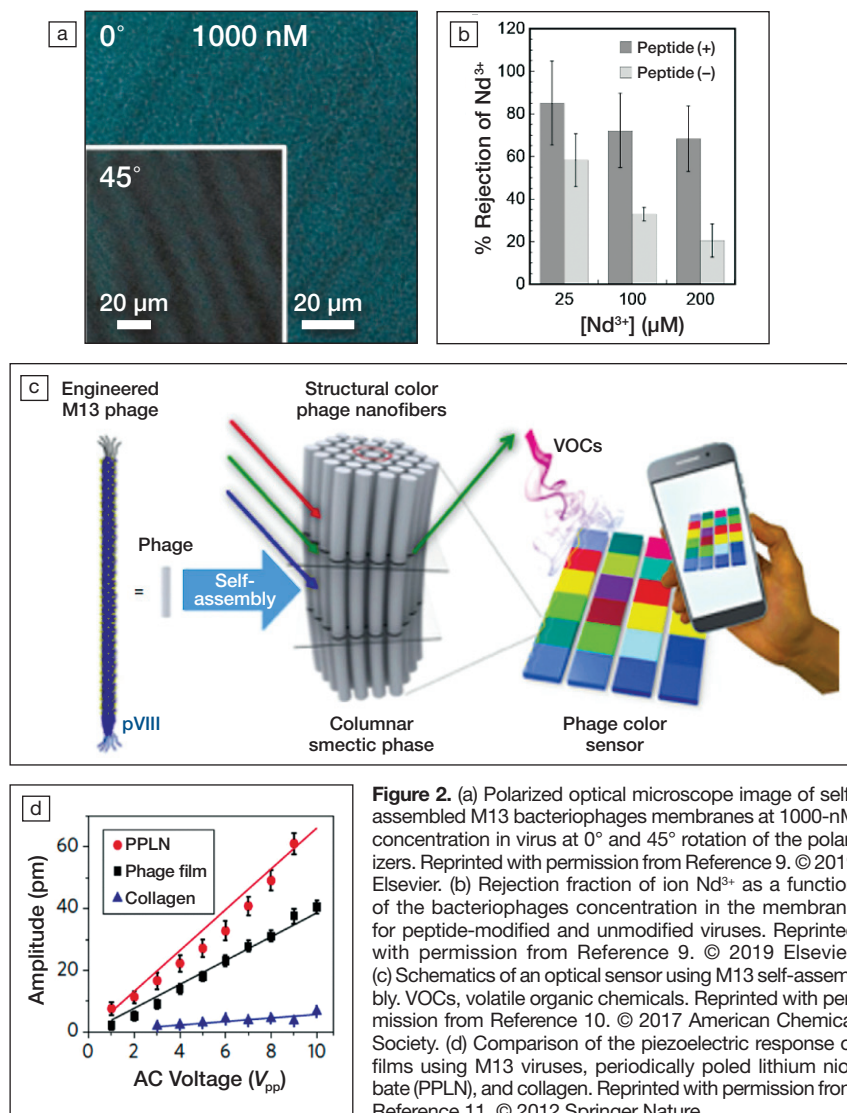 a
0° 1000 nM
45°
20 µm
20 µm
b
Peptide (+)
Peptide (−)
% Rejection of Nd³⁺
120
100
80
60
40
20
0
25 100 200
[Nd³⁺] (µM)
c
Engineered
M13 phage
Structural color
phage nanofibers
VOCs
Phage
=
Self-
assembly
pVIII
Columnar
smectic phase
Phage color
sensor
d
PPLN
Phage film
Collagen
Amplitude (pm)
60
40
20
0
0 2 4 6 8 10
AC Voltage (Vpp)
Figure 2. (a) Polarized optical microscope image of self-
assembled M13 bacteriophages membranes at 1000-nM
concentration in virus at 0° and 45° rotation of the polar-
izers. Reprinted with permission from Reference 9. © 201
Elsevier. (b) Rejection fraction of ion Nd³⁺ as a function
of the bacteriophages concentration in the membran
for peptide-modified and unmodified viruses. Reprinted
with permission from Reference 9. © 2019 Elsevie
(c) Schematics of an optical sensor using M13 self-assem
bly. VOCs, volatile organic chemicals. Reprinted with per
mission from Reference 10. © 2017 American Chemica
Society. (d) Comparison of the piezoelectric response o
films using M13 viruses, periodically poled lithium nio
bate (PPLN), and collagen. Reprinted with permission from
Reference 11. © 2012 Springer Nature